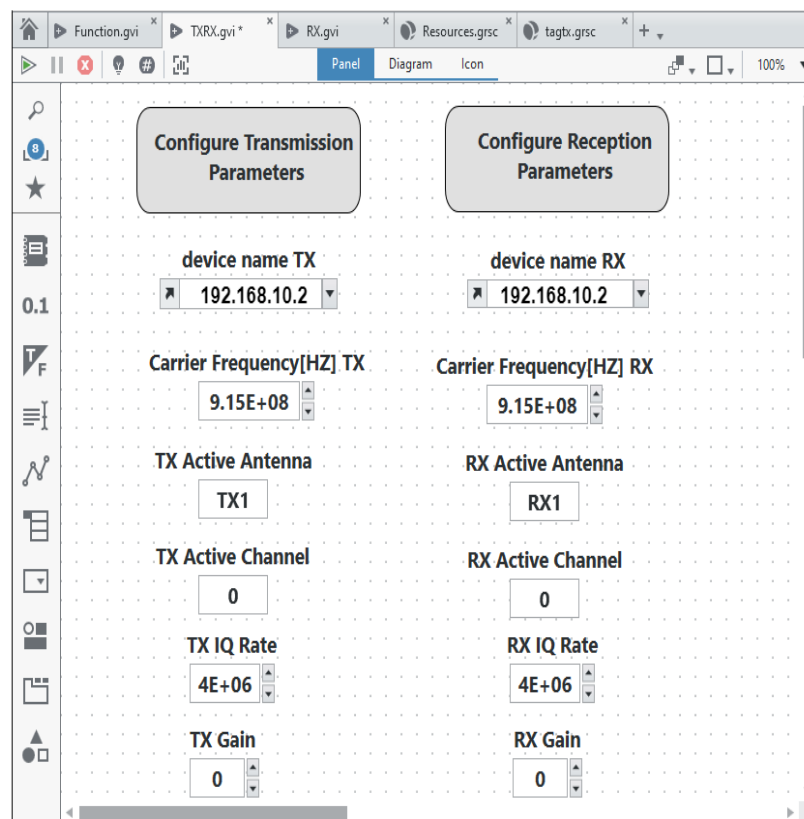 Function.gvi × TXRX.gvi * × RX.gvi × Resources.grsc × tagtx.grsc × +
Panel Diagram Icon 100%
8
0.1
T F
Configure Transmission
Parameters
Configure Reception
Parameters
device name TX
192.168.10.2
device name RX
192.168.10.2
Carrier Frequency[HZ] TX
9.15E+08
Carrier Frequency[HZ] RX
9.15E+08
TX Active Antenna
TX1
RX Active Antenna
RX1
TX Active Channel
0
RX Active Channel
0
TX IQ Rate
4E+06
RX IQ Rate
4E+06
TX Gain
0
RX Gain
0